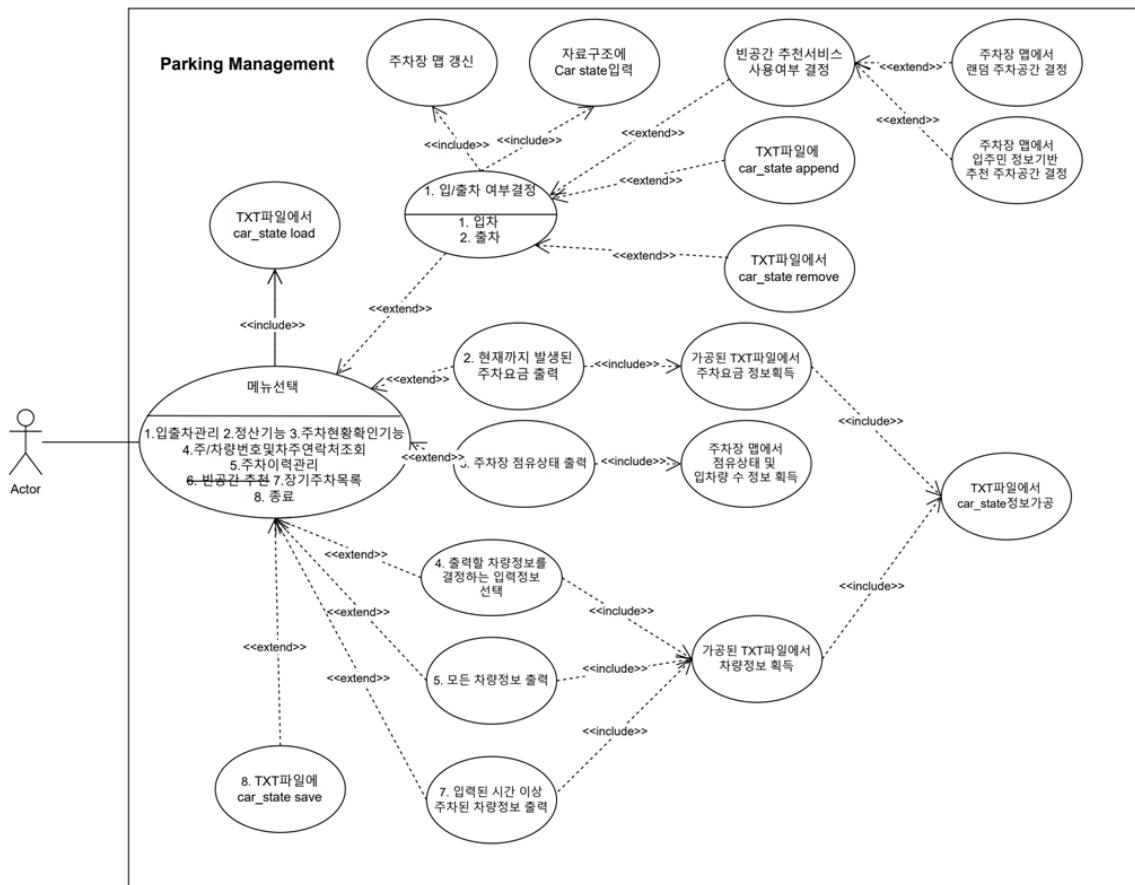 Parking Management
주차장 맵 갱신
자료구조에
Car state입력
빈공간 추천서비스
사용여부 결정
주차장 맵에서
랜덤 주차공간 결정
<<extend>>
<<extend>>
주차장 맵에서
입주민 정보기반
추천 주차공간 결정
<<include>>
<<include>>
<<extend>>
TXT파일에
car_state append
<<extend>>
1. 입/출차 여부결정
1. 입차
2. 출차
TXT파일에서
car_state load
<<extend>>
TXT파일에서
car_state remove
<<include>>
<<extend>>
메뉴선택
1.입출차관리 2.정산기능 3.주차현황확인기능
4.주/차량번호및차주연락처조회
5.주차이력관리
6. 빈공간 추천 7.장기주차목록
8. 종료
Actor
<<extend>>
2. 현재까지 발생된
주차요금 출력
<<include>>
가공된 TXT파일에서
주차요금 정보획득
<<include>>
<<extend>>
주차장 점유상태 출력
<<include>>
주차장 맵에서
점유상태 및
입차량 수 정보 획득
TXT파일에서
car_state정보가공
<<extend>>
4. 출력할 차량정보를
결정하는 입력정보
선택
<<include>>
<<include>>
<<extend>>
<<extend>>
5. 모든 차량정보 출력
<<include>>
가공된 TXT파일에서
차량정보 획득
<<extend>>
<<include>>
8. TXT파일에
car_state save
7. 입력된 시간 이상
주차된 차량정보 출력